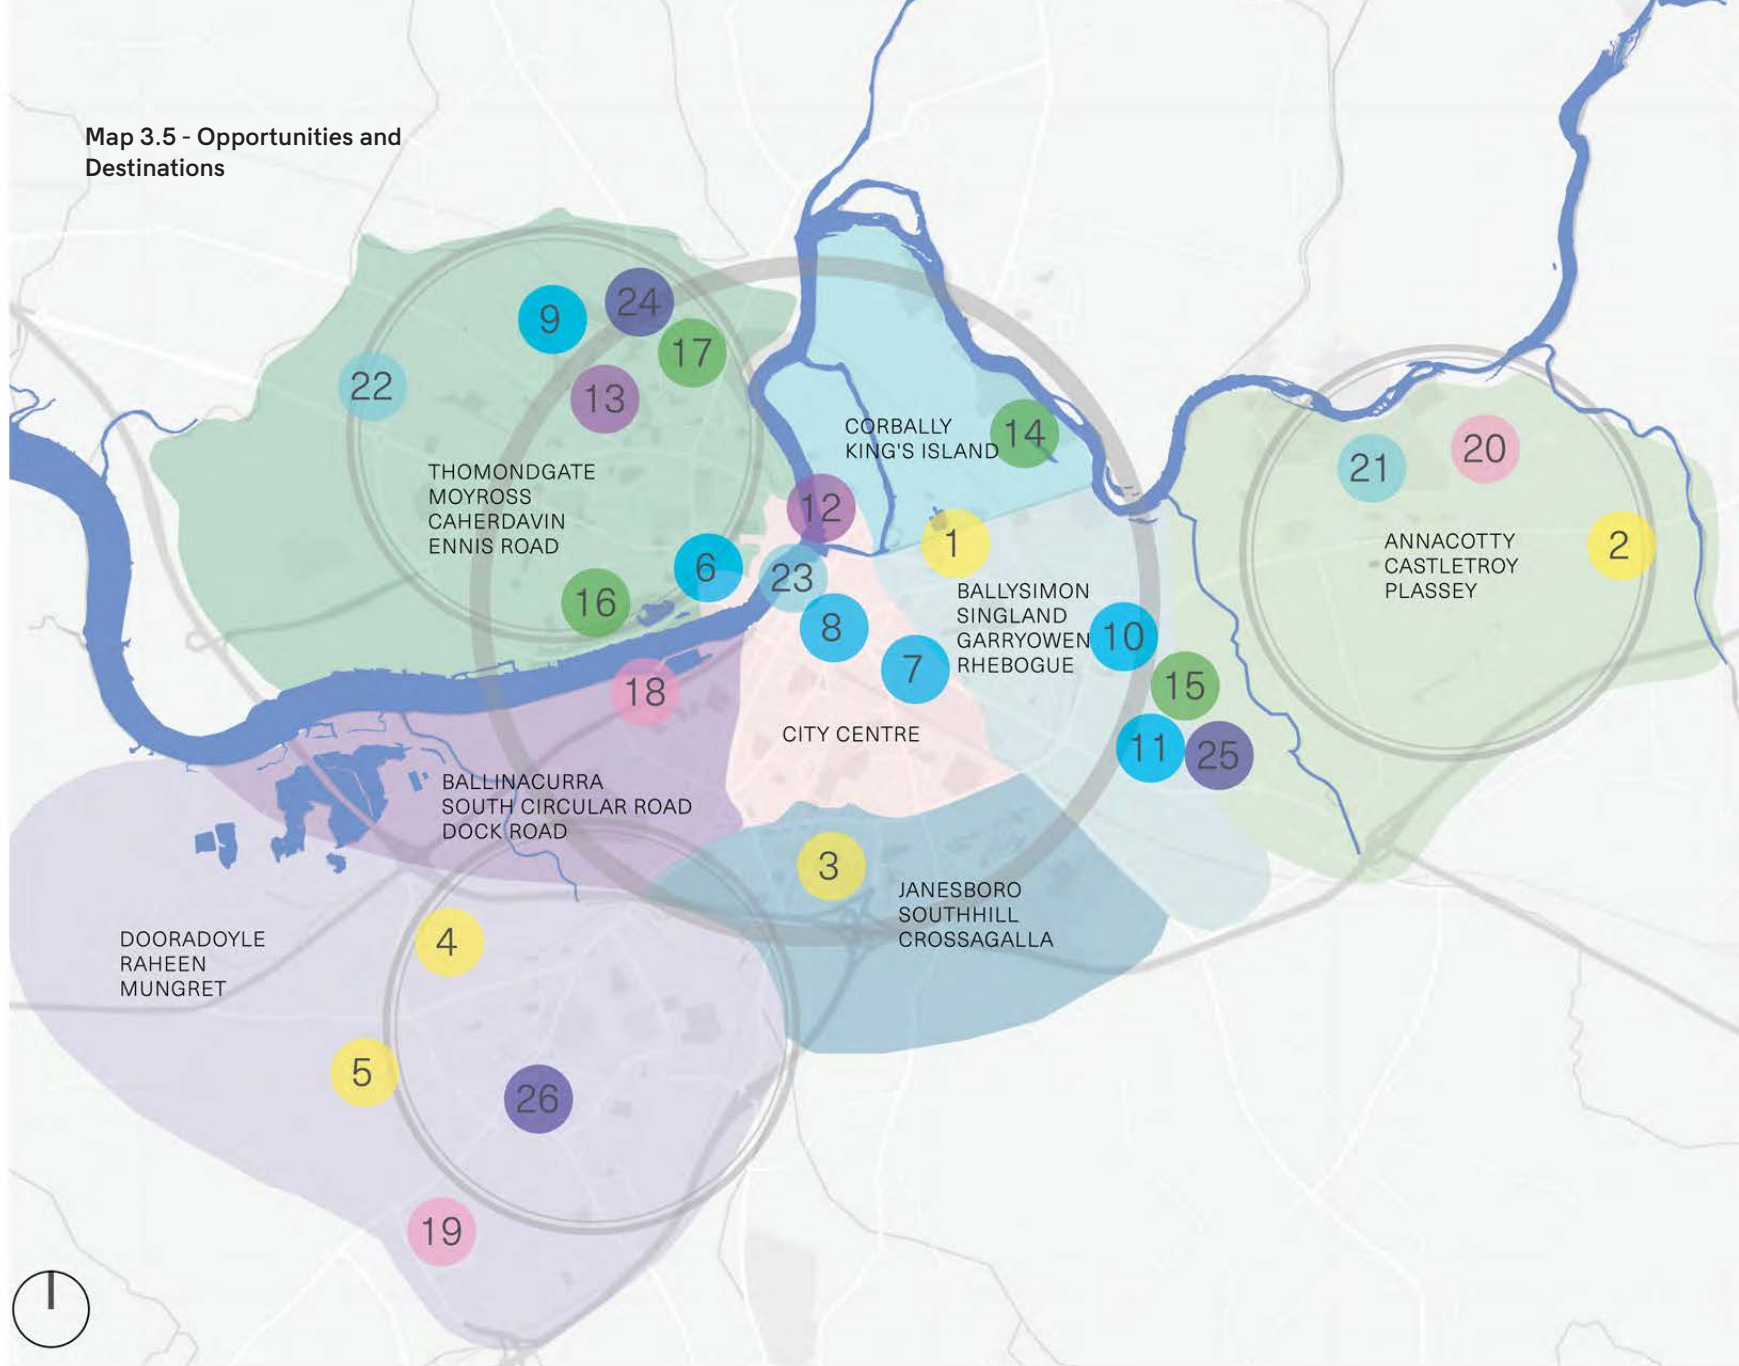 Map 3.5 - Opportunities and
Destinations
9
24
17
22
13
CORBALLY
KING'S ISLAND
14
THOMONDGATE
MOYROSS
CAHERDAVIN
ENNIS ROAD
21
20
12
1
2
ANNACOTTY
CASTLETROY
PLASSEY
6
23
16
8
BALLYSIMON
SINGLAND
GARRYOWEN
RHEBOGUE
10
7
15
18
CITY CENTRE
11
25
BALLINACURRA
SOUTH CIRCULAR ROAD
DOCK ROAD
3
JANESBORO
SOUTHHILL
CROSSAGALLA
DOORADOYLE
RAHEEN
MUNGRET
4
5
26
19